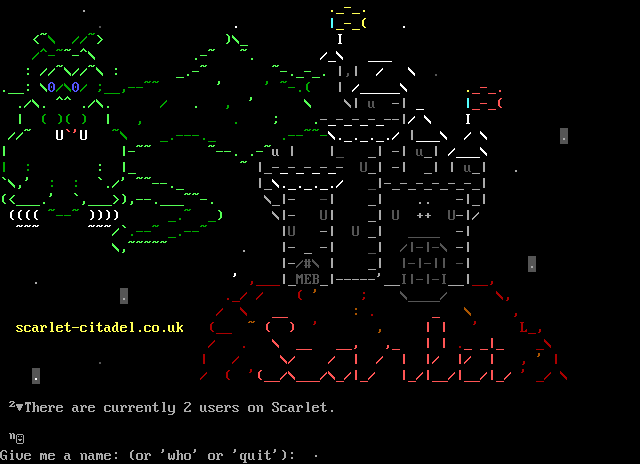 MEB
scarlet-citadel.co.uk
There are currently 2 users on Scarlet.
Give me a name: (or 'who' or 'quit'):